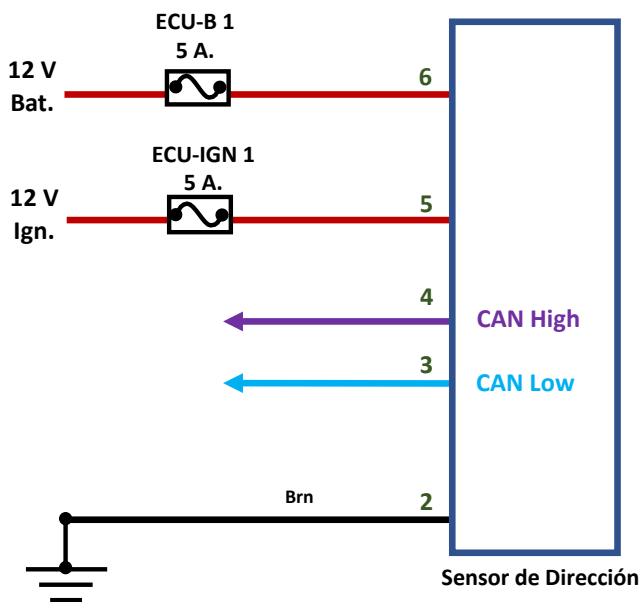 ECU-B 1
5 A.
12 V
Bat.
6
ECU-IGN 1
5 A.
12 V
Ign.
5
4
CAN High
3
CAN Low
Brn
2
Sensor de Dirección